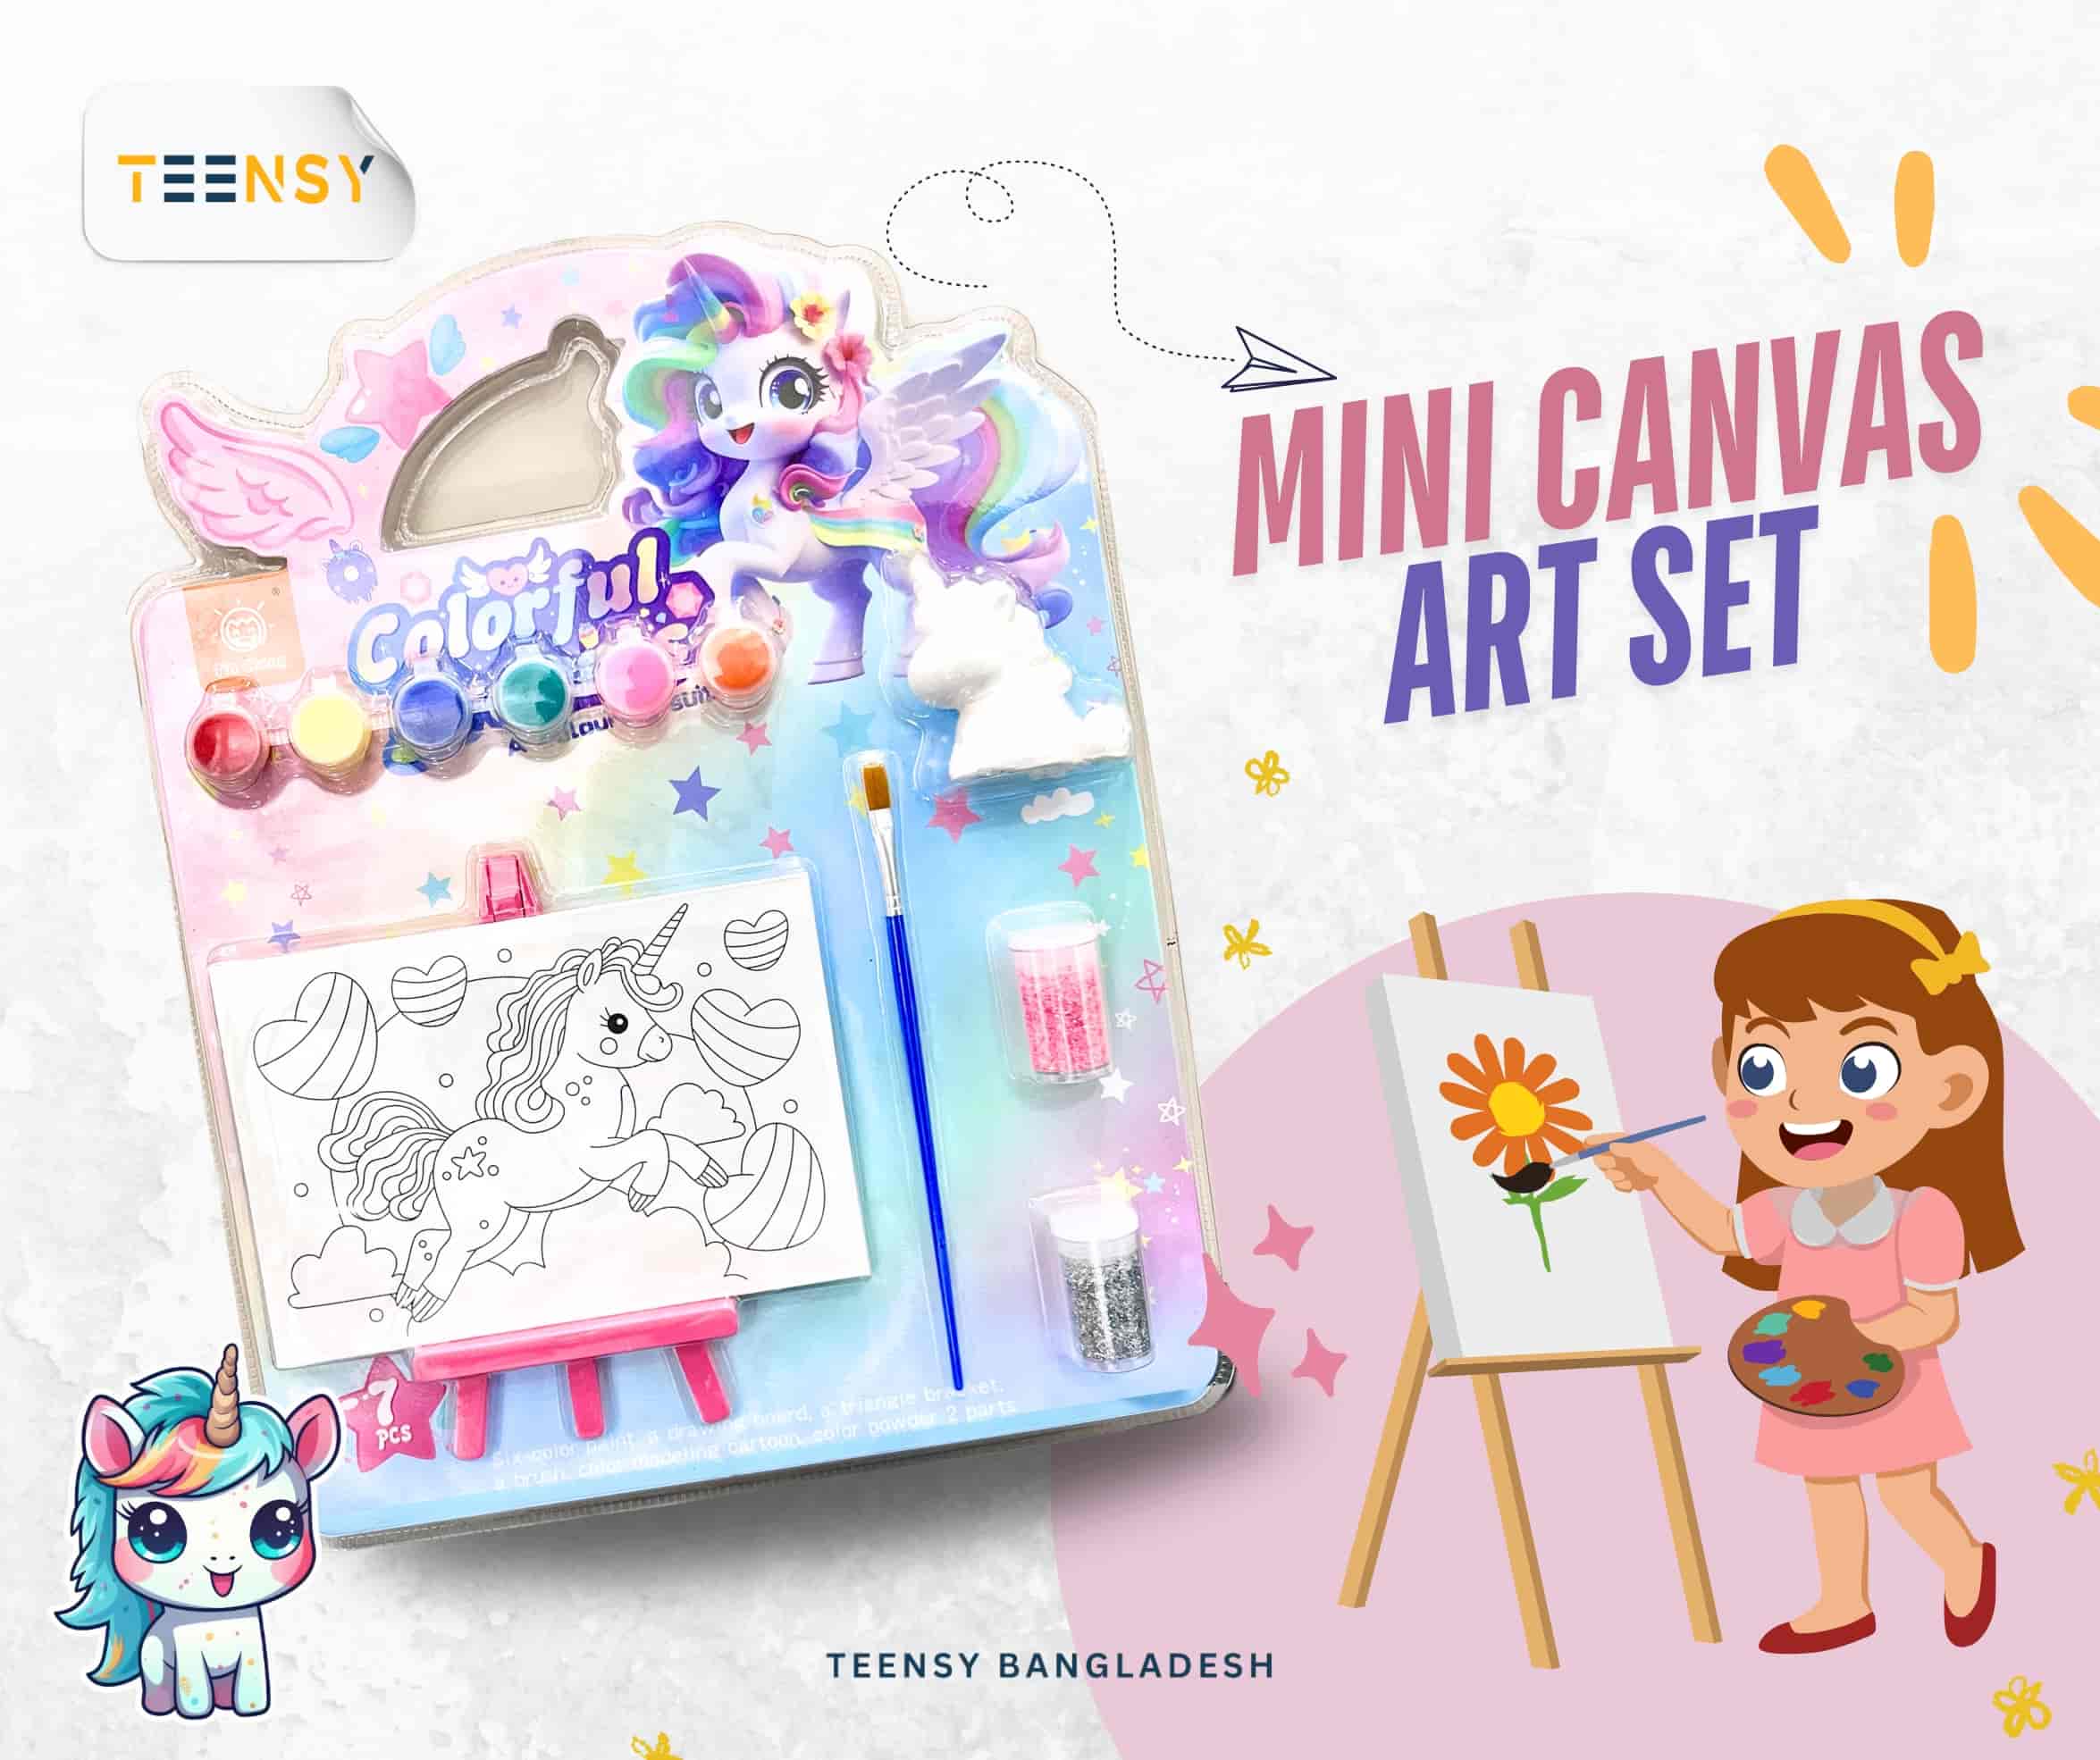 TEENSY
MINI CANVAS
ART SET
Colorful
7
PCS
Six-color paint, a drawing board, a triangle bracket,
a brush, color modeling cartoon, color powder 2 parts
TEENSY BANGLADESH